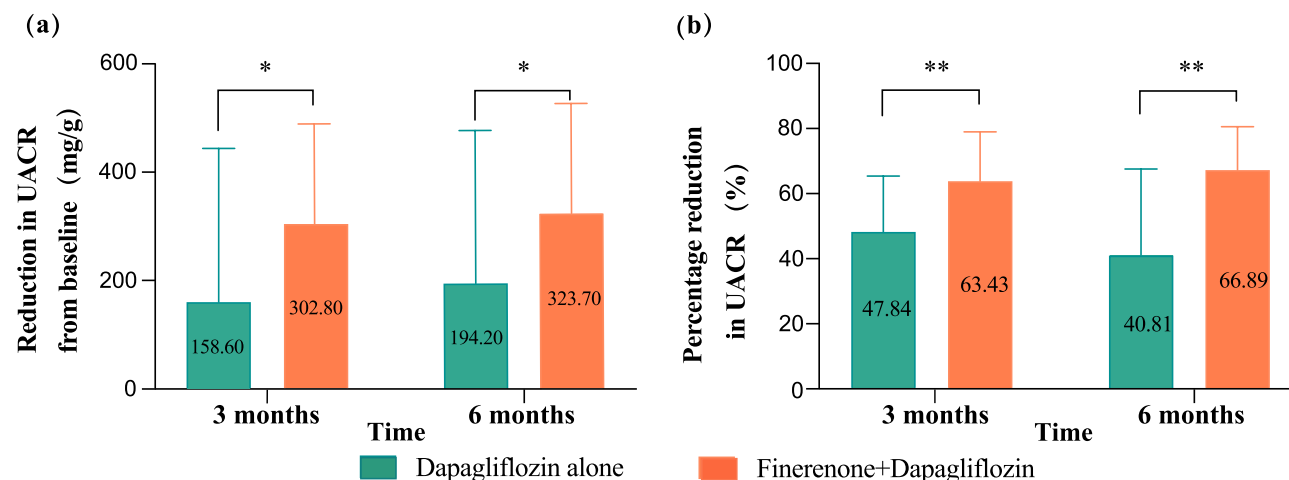 (a)
Reduction in UACR
from baseline (mg/g)
600
400
200
0
*
*
158.60
302.80
194.20
323.70
3 months
6 months
Time
(b)
Percentage reduction
in UACR (%)
100
80
60
40
20
0
**
**
47.84
63.43
40.81
66.89
3 months
6 months
Time
Dapagliflozin alone
Finerenone+Dapagliflozin